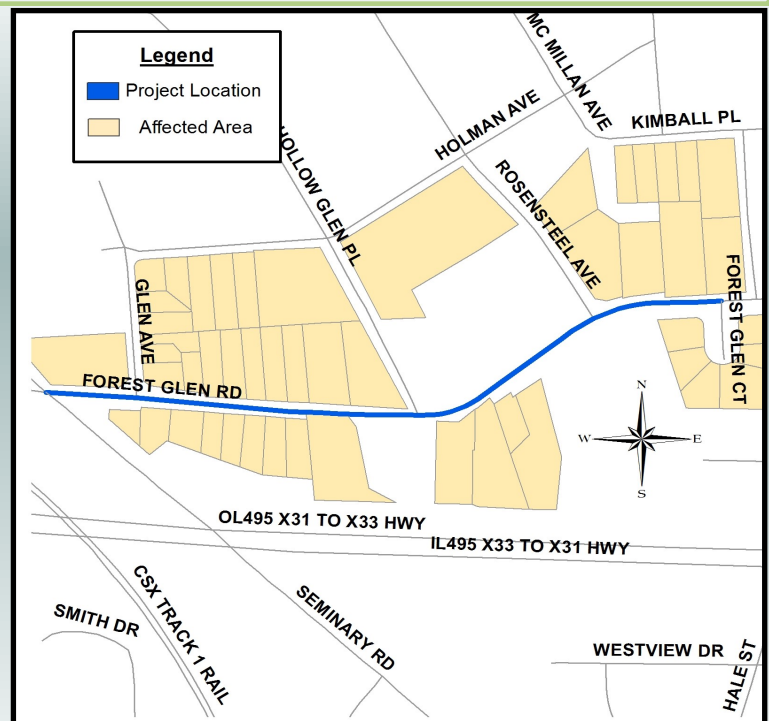 Legend
Project Location
Affected Area
MC MILLAN AVE
KIMBALL PL
HOLMAN AVE
HOLLOW GLEN PL
ROSENSTEEL AVE
GLEN AVE
FOREST GLEN CT
FOREST GLEN RD
N
W
E
S
OL495 X31 TO X33 HWY
IL495 X33 TO X31 HWY
CSX TRACK 1 RAIL
SMITH DR
SEMINARY RD
WESTVIEW DR
HALE ST